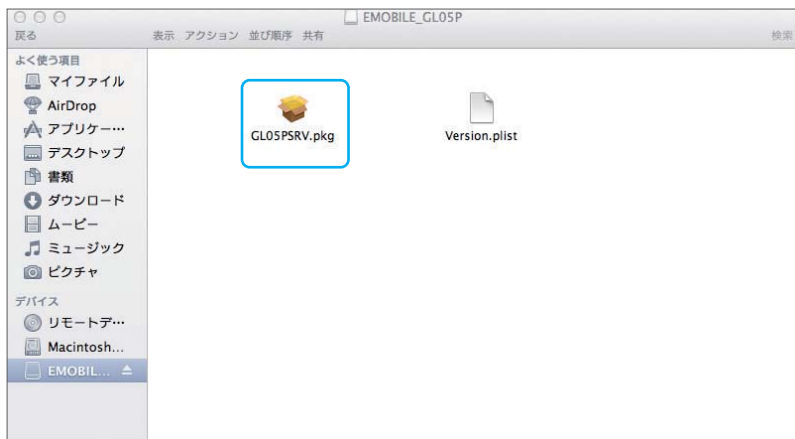 EMOBILE_GL05P
戻る 表示 アクション 並び順序 共有 検索
よく使う項目
マイファイル
AirDrop
アプリケー…
デスクトップ
書類
ダウンロード
ムービー
ミュージック
ピクチャ
デバイス
リモートデ…
Macintosh…
EMOBIL…
GL05PSRV.pkg
Version.plist